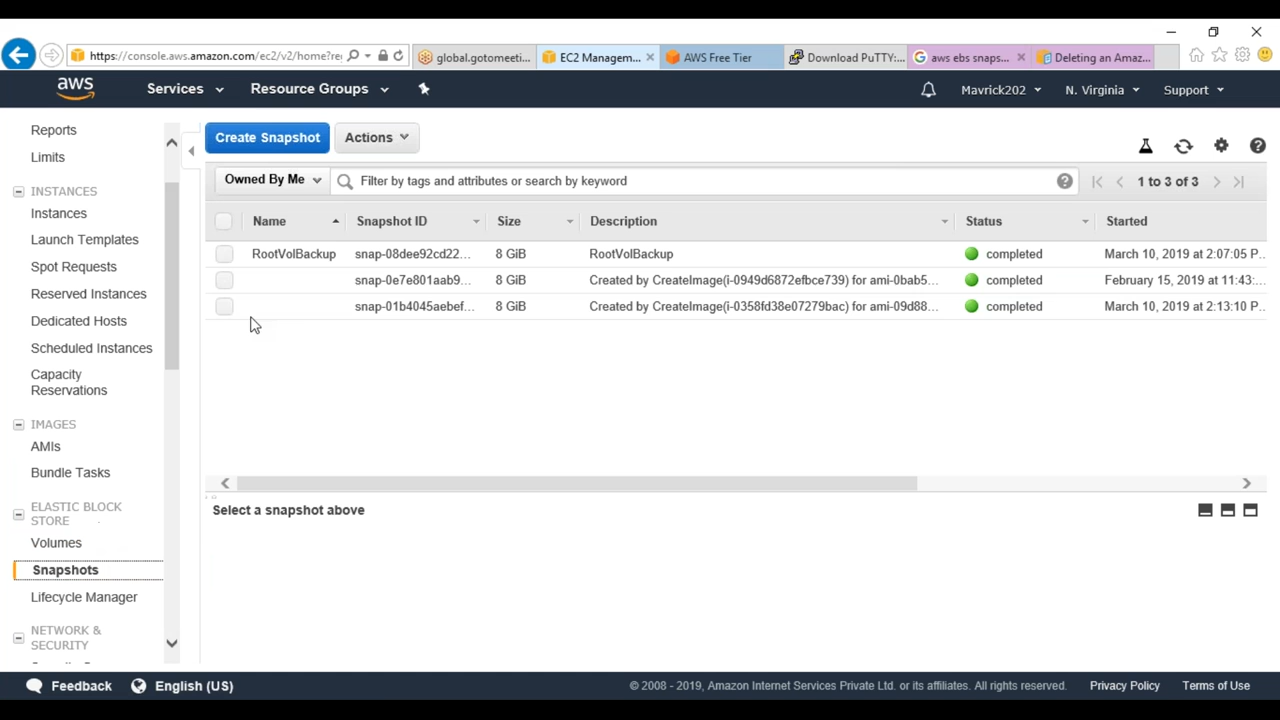 https://console.aws.amazon.com/ec2/v2/home?re
global.gotomeeti...
EC2 Managem...
AWS Free Tier
Download PuTTY:...
aws ebs snaps...
Deleting an Amaz...
aws
Services
Resource Groups
Mavrick202
N. Virginia
Support
Reports
Limits
INSTANCES
Instances
Launch Templates
Spot Requests
Reserved Instances
Dedicated Hosts
Scheduled Instances
Capacity
Reservations
IMAGES
AMIs
Bundle Tasks
ELASTIC BLOCK
STORE
Volumes
Snapshots
Lifecycle Manager
NETWORK &
SECURITY
Create Snapshot
Actions
Owned By Me
Filter by tags and attributes or search by keyword
1 to 3 of 3
Name Snapshot ID Size Description Status Started
RootVolBackup snap-08dee92cd22... 8 GiB RootVolBackup completed March 10, 2019 at 2:07:05 P...
snap-0e7e801aab9... 8 GiB Created by CreateImage(i-0949d6872efbce739) for ami-0bab5... completed February 15, 2019 at 11:43:...
snap-01b4045aebef... 8 GiB Created by CreateImage(i-0358fd38e07279bac) for ami-09d88... completed March 10, 2019 at 2:13:10 P...
Select a snapshot above
Feedback
English (US)
© 2008 - 2019, Amazon Internet Services Private Ltd. or its affiliates. All rights reserved.
Privacy Policy
Terms of Use